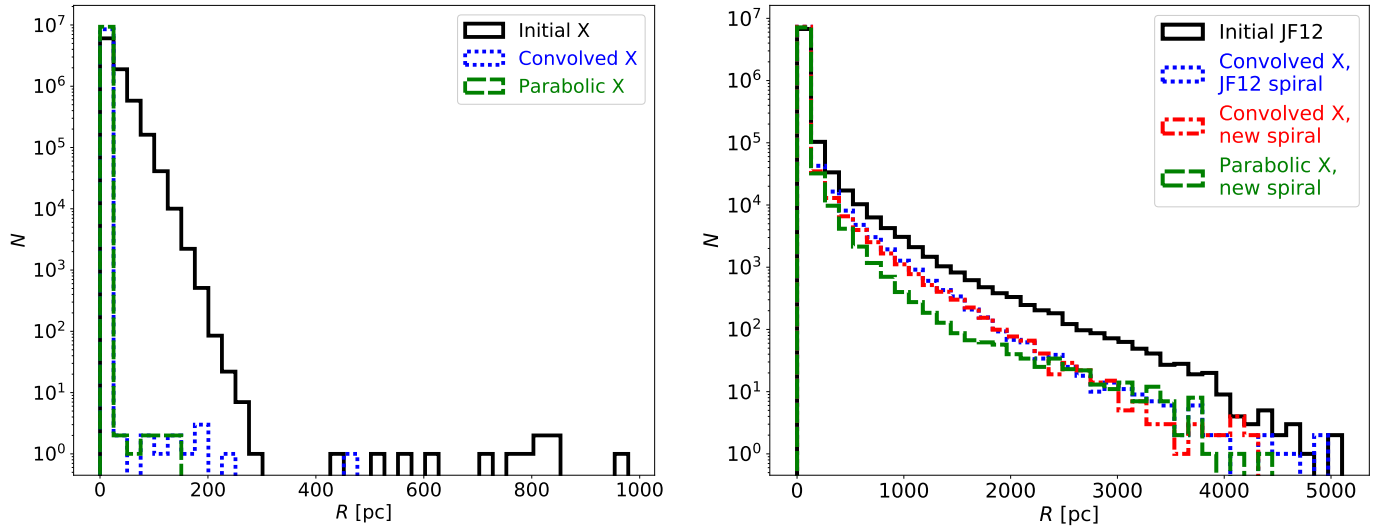 10^7
10^6
10^5
10^4
10^3
10^2
10^1
10^0
N
0
200
400
600
800
1000
R [pc]
Initial X
Convolved X
Parabolic X
10^7
10^6
10^5
10^4
10^3
10^2
10^1
10^0
N
0
1000
2000
3000
4000
5000
R [pc]
Initial JF12
Convolved X,
JF12 spiral
Convolved X,
new spiral
Parabolic X,
new spiral